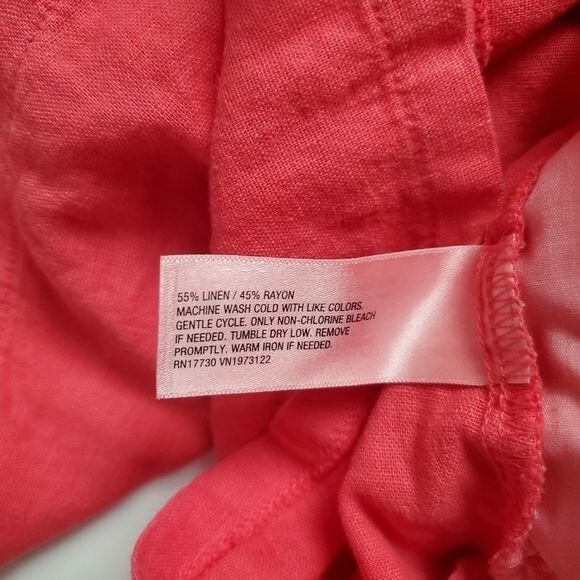 55% LINEN / 45% RAYON
MACHINE WASH COLD WITH LIKE COLORS.
GENTLE CYCLE. ONLY NON-CHLORINE BLEACH
IF NEEDED. TUMBLE DRY LOW. REMOVE
PROMPTLY. WARM IRON IF NEEDED.
RN17730 VN1973122